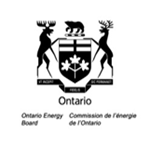 Ontario
Ontario Energy Board
Commission de l'énergie de l'Ontario